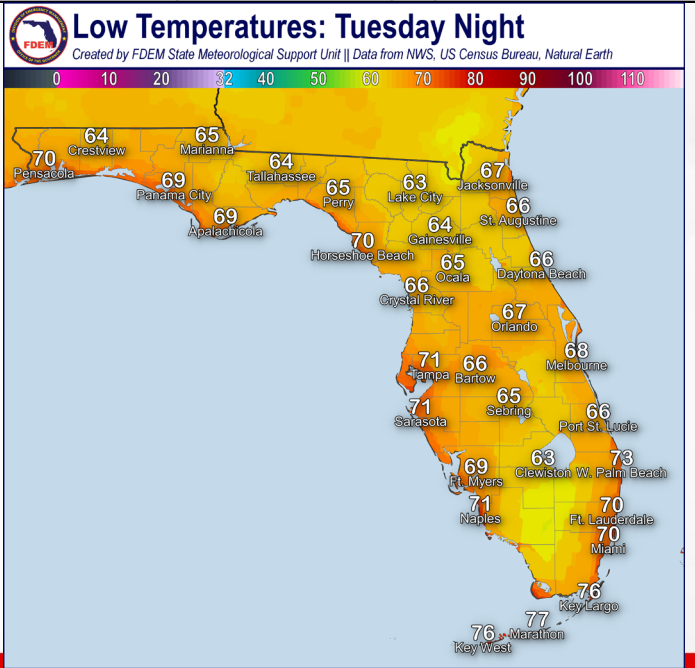 Low Temperatures: Tuesday Night
Created by FDEM State Meteorological Support Unit || Data from NWS, US Census Bureau, Natural Earth
FDEM
0 10 20 32 40 50 60 70 80 90 100 110
64
Crestview
65
Marianna
70
Pensacola
69
Panama City
64
Tallahassee
65
Perry
63
Lake City
67
Jacksonville
69
Apalachicola
66
St. Augustine
70
Horseshoe Beach
64
Gainesville
65
Ocala
66
Daytona Beach
66
Crystal River
67
Orlando
71
Tampa
66
Bartow
68
Melbourne
71
Sarasota
65
Sebring
66
Port St. Lucie
69
Ft. Myers
63
Clewiston
73
W. Palm Beach
71
Naples
70
Ft. Lauderdale
70
Miami
76
Key Largo
77
Marathon
76
Key West